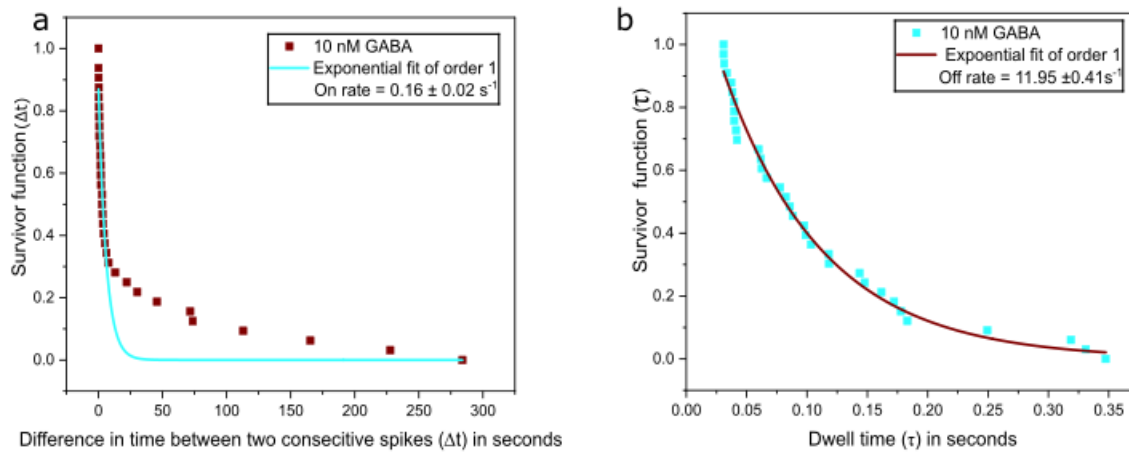 a
1.0
0.8
0.6
0.4
0.2
0.0
Survivor function (Δt)
10 nM GABA
Exponential fit of order 1
On rate = 0.16 ± 0.02 s⁻¹
0 50 100 150 200 250 300
Difference in time between two consecitive spikes (Δt) in seconds
b
1.0
0.8
0.6
0.4
0.2
0.0
Survivor function (τ)
10 nM GABA
Expoential fit of order 1
Off rate = 11.95 ±0.41s⁻¹
0.00 0.05 0.10 0.15 0.20 0.25 0.30 0.35
Dwell time (τ) in seconds